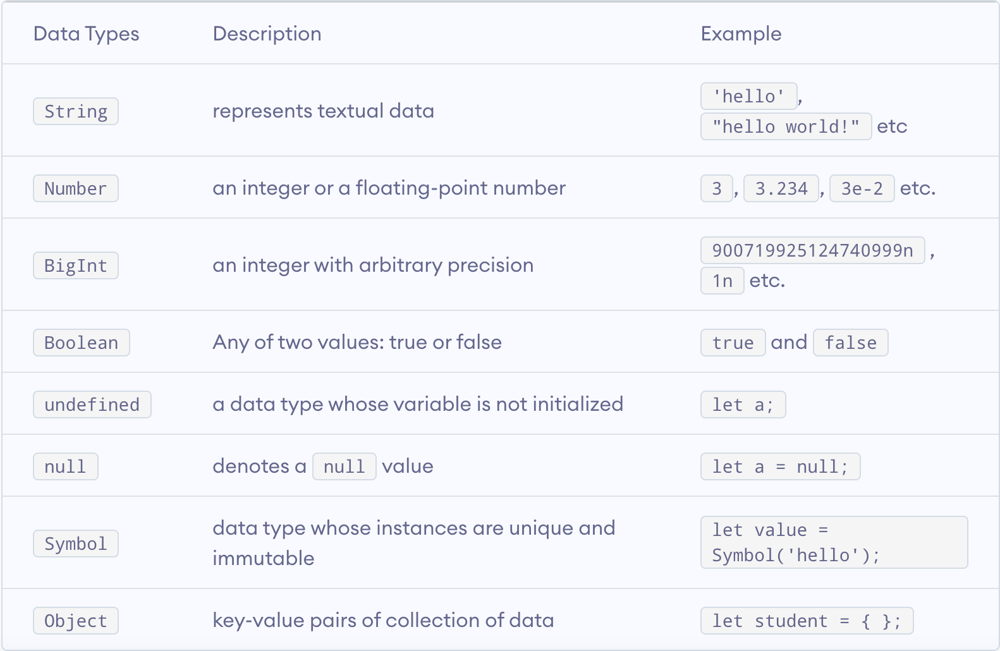 Data Types Description Example
String represents textual data 'hello' ,
"hello world!" etc
Number an integer or a floating-point number 3 , 3.234 , 3e-2 etc.
BigInt an integer with arbitrary precision 900719925124740999n ,
1n etc.
Boolean Any of two values: true or false true and false
undefined a data type whose variable is not initialized let a;
null denotes a null value let a = null;
Symbol data type whose instances are unique and
immutable let value =
Symbol('hello');
Object key-value pairs of collection of data let student = { };